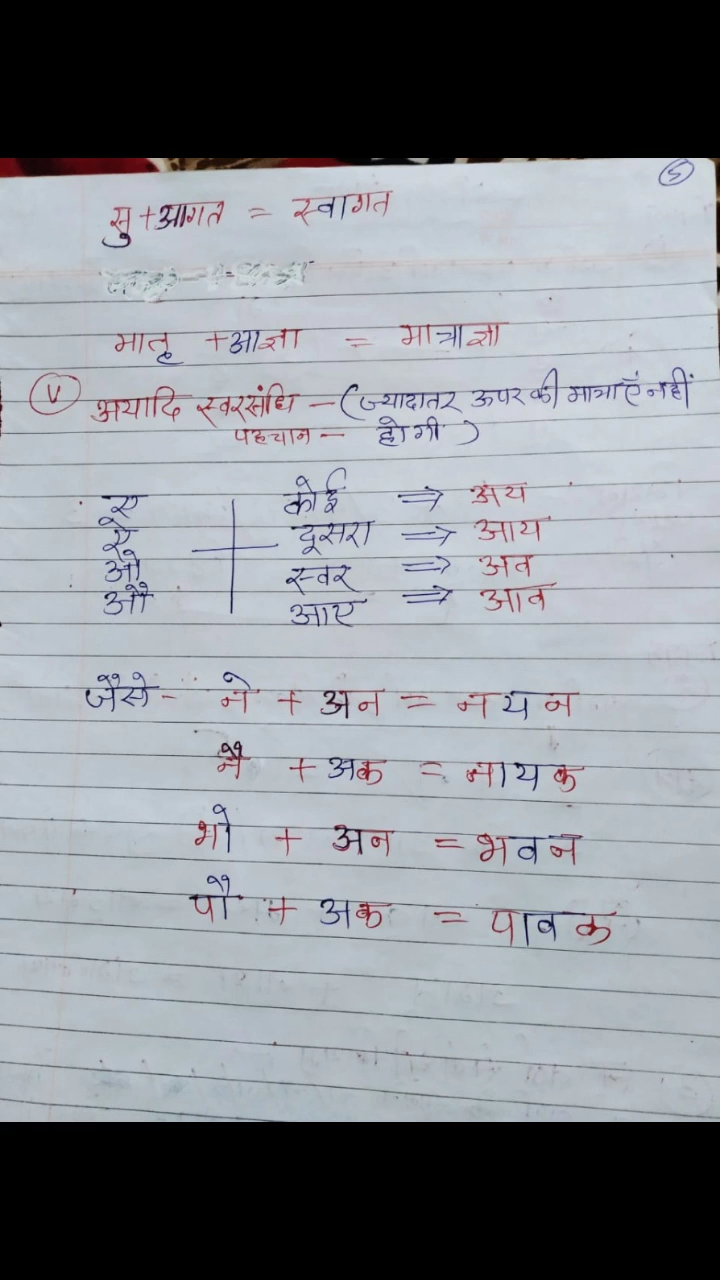 5
सु + आगत = स्वागत
मातृ + आज्ञा = मात्राज्ञा
V अयादि स्वरसंधि – (ज्यादातर ऊपर की मात्राएँ नहीं
पहचान – होगी)
ए कोई ⇒ अय
ऐ + दूसरा ⇒ आय
ओ स्वर ⇒ अव
औ आए ⇒ आव
जैसे – ने + अन = नयन
नै + अक = नायक
भो + अन = भवन
पौ + अक = पावक